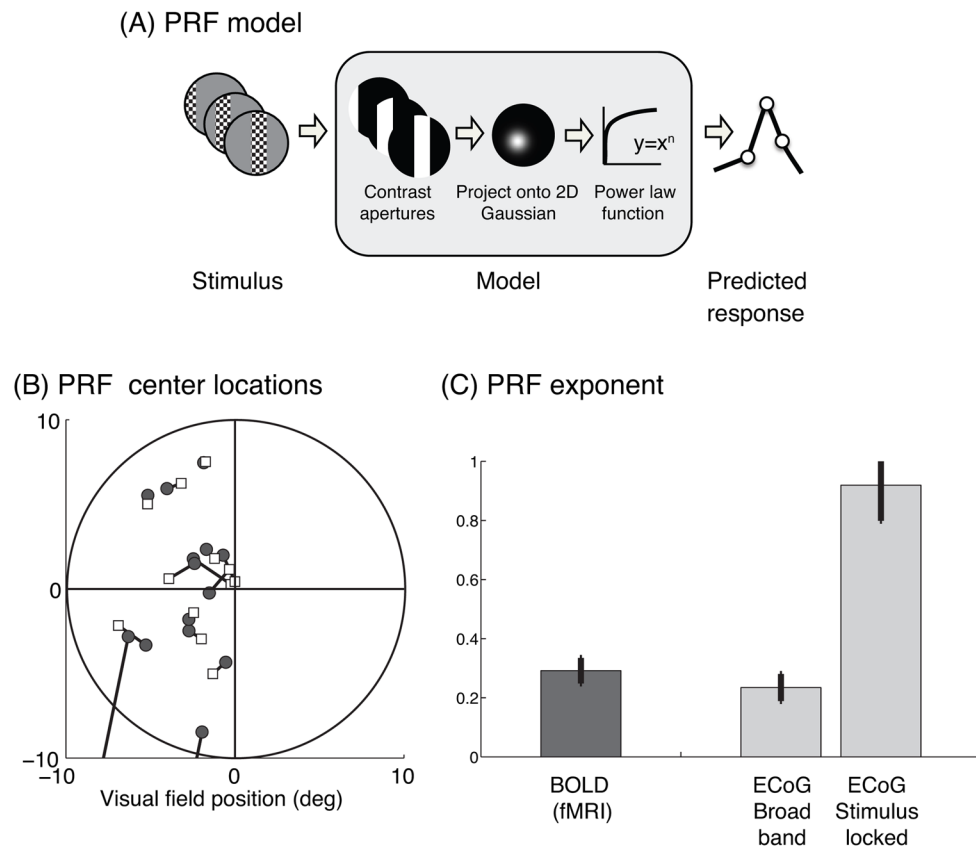 (A) PRF model
y=xⁿ
Contrast
apertures
Project onto 2D
Gaussian
Power law
function
Stimulus
Model
Predicted
response
(B) PRF center locations
10
0
−10
−10
0
10
Visual field position (deg)
(C) PRF exponent
1
0.8
0.6
0.4
0.2
0
BOLD
(fMRI)
ECoG
Broad
band
ECoG
Stimulus
locked